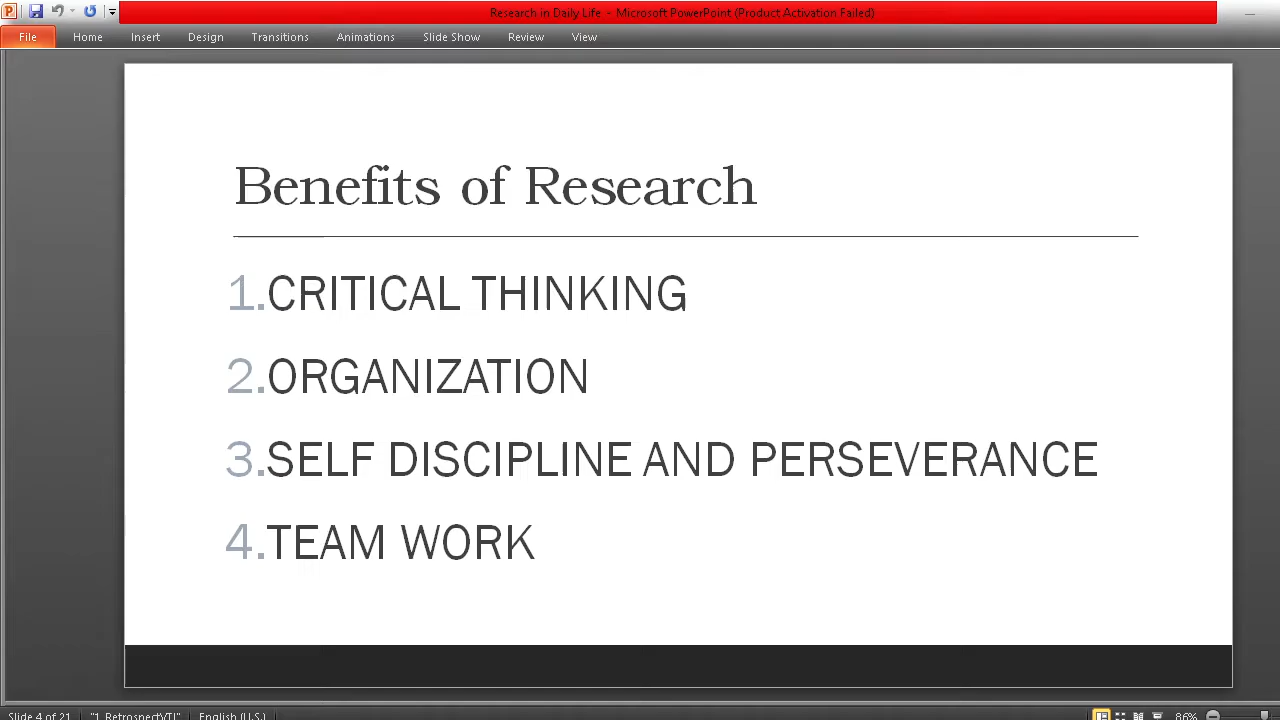 Research in Daily Life - Microsoft PowerPoint (Product Activation Failed)
File Home Insert Design Transitions Animations Slide Show Review View
Benefits of Research
1.CRITICAL THINKING
2.ORGANIZATION
3.SELF DISCIPLINE AND PERSEVERANCE
4.TEAM WORK
Slide 4 of 21 "1_RetrospectVTI" English (U.S.) 86%